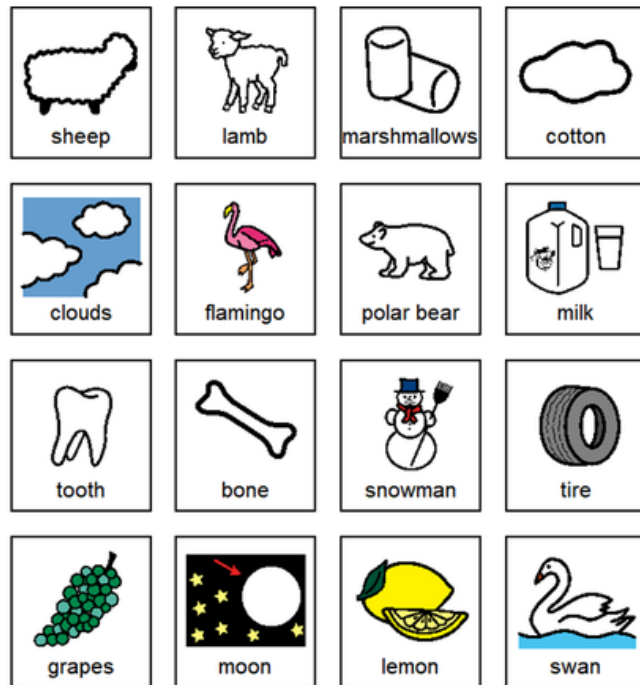 sheep
lamb
marshmallows
cotton
clouds
flamingo
polar bear
milk
tooth
bone
snowman
tire
grapes
moon
lemon
swan